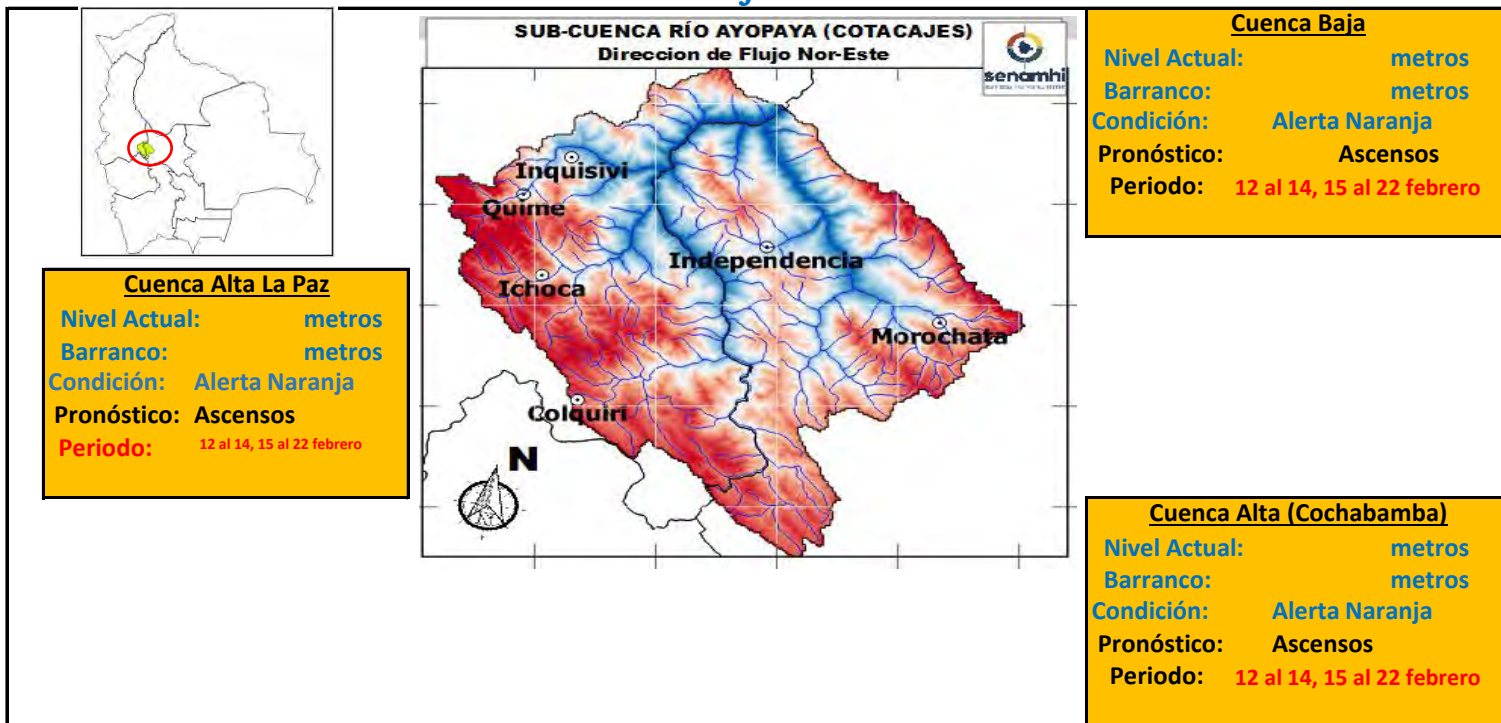 SUB-CUENCA RÍO AYOPAYA (COTACAJES)
Direccion de Flujo Nor-Este
senamhi
Inquisivi
Quime
Independencia
Ichoca
Morochata
Colquiri
N
Cuenca Baja
Nivel Actual: metros
Barranco: metros
Condición: Alerta Naranja
Pronóstico: Ascensos
Periodo: 12 al 14, 15 al 22 febrero
Cuenca Alta La Paz
Nivel Actual: metros
Barranco: metros
Condición: Alerta Naranja
Pronóstico: Ascensos
Periodo: 12 al 14, 15 al 22 febrero
Cuenca Alta (Cochabamba)
Nivel Actual: metros
Barranco: metros
Condición: Alerta Naranja
Pronóstico: Ascensos
Periodo: 12 al 14, 15 al 22 febrero